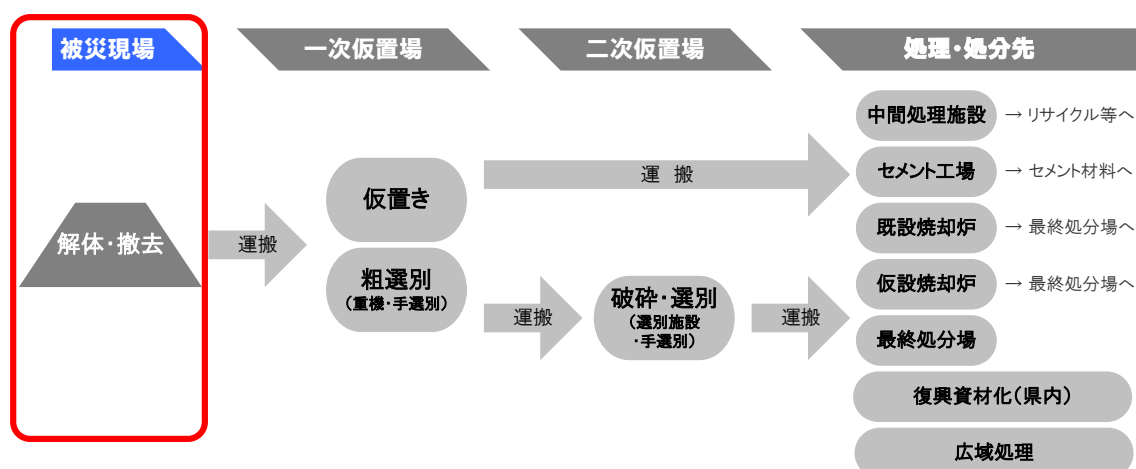 被災現場
一次仮置場
二次仮置場
処理・処分先
解体・撤去
運搬
仮置き
粗選別
(重機・手選別)
運 搬
運搬
破砕・選別
(選別施設
・手選別)
運搬
中間処理施設 → リサイクル等へ
セメント工場 → セメント材料へ
既設焼却炉 → 最終処分場へ
仮設焼却炉 → 最終処分場へ
最終処分場
復興資材化(県内)
広域処理